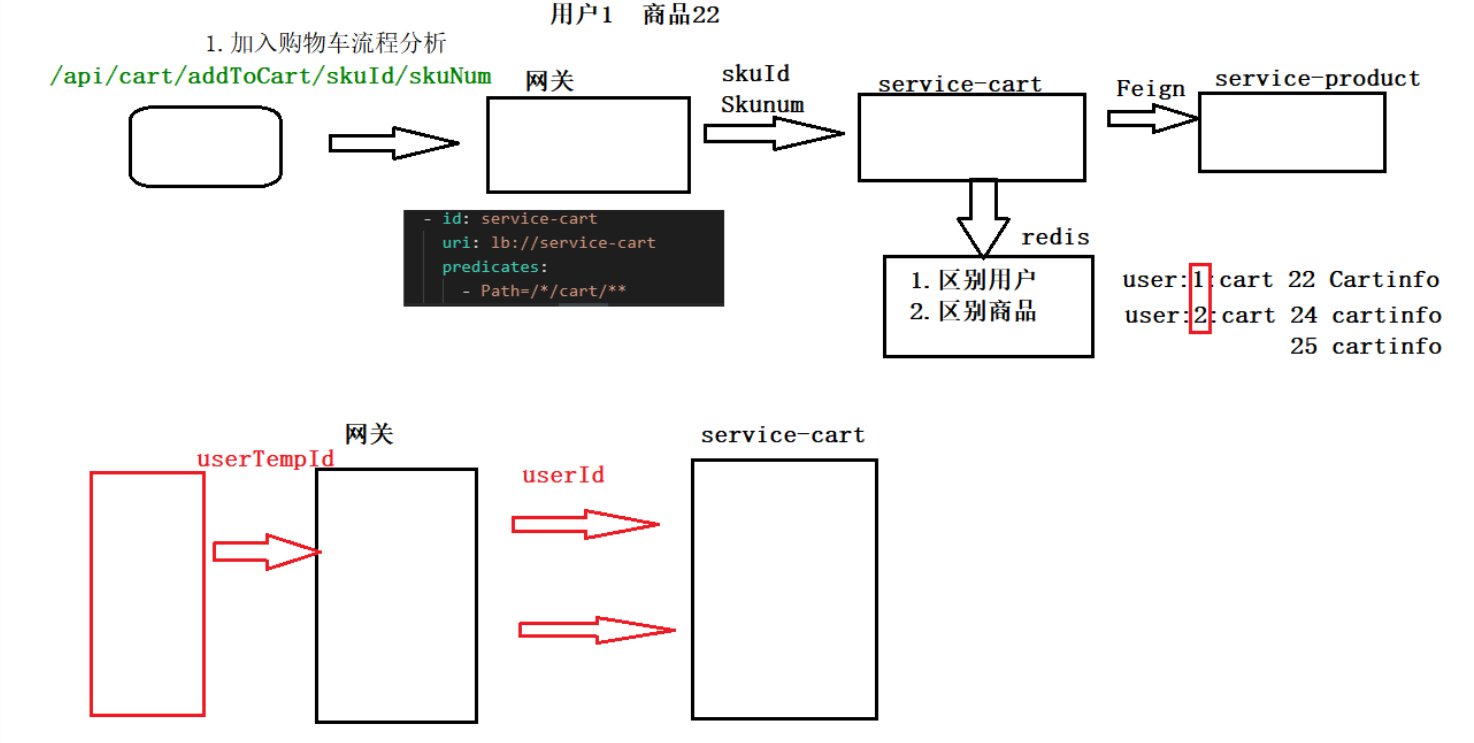 用户1 商品22
1.加入购物车流程分析
/api/cart/addToCart/skuId/skuNum
网关
skuId
Skunum
service-cart
Feign
service-product
- id: service-cart
uri: lb://service-cart
predicates:
- Path=/*/cart/**
redis
1.区别用户
2.区别商品
user:1:cart 22 Cartinfo
user:2:cart 24 cartinfo
25 cartinfo
网关
service-cart
userTempId
userId